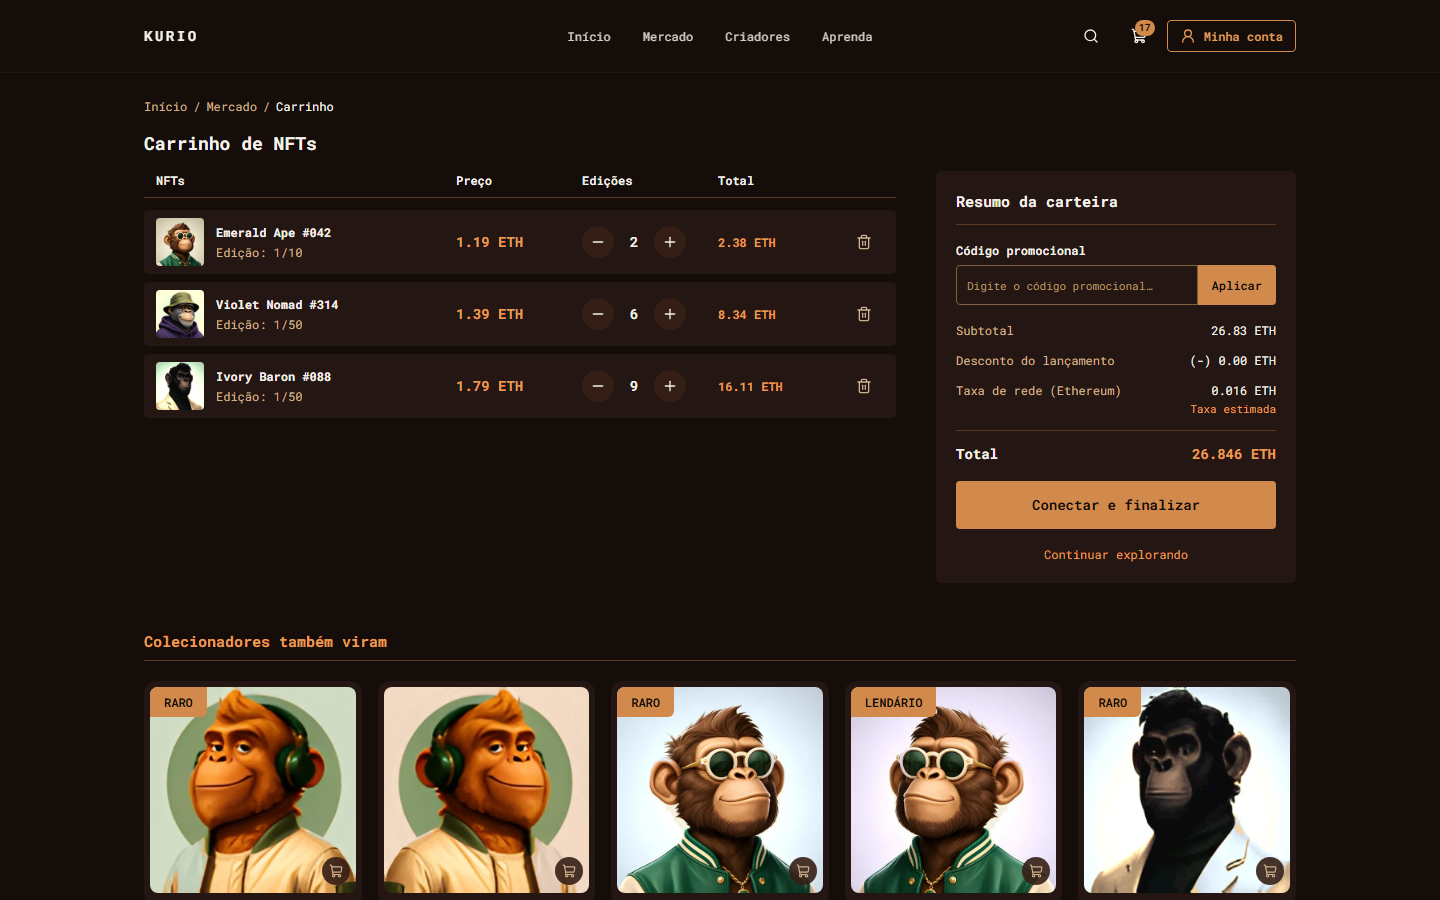 KURIO
Início
Mercado
Criadores
Aprenda
17
Minha conta
Início / Mercado / Carrinho
Carrinho de NFTs
NFTs
Preço
Edições
Total
Emerald Ape #042
Edição: 1/10
1.19 ETH
2
2.38 ETH
Violet Nomad #314
Edição: 1/50
1.39 ETH
6
8.34 ETH
Ivory Baron #088
Edição: 1/50
1.79 ETH
9
16.11 ETH
Resumo da carteira
Código promocional
Digite o código promocional…
Aplicar
Subtotal
26.83 ETH
Desconto do lançamento
(-) 0.00 ETH
Taxa de rede (Ethereum)
0.016 ETH
Taxa estimada
Total
26.846 ETH
Conectar e finalizar
Continuar explorando
Colecionadores também viram
RARO
RARO
LENDÁRIO
RARO